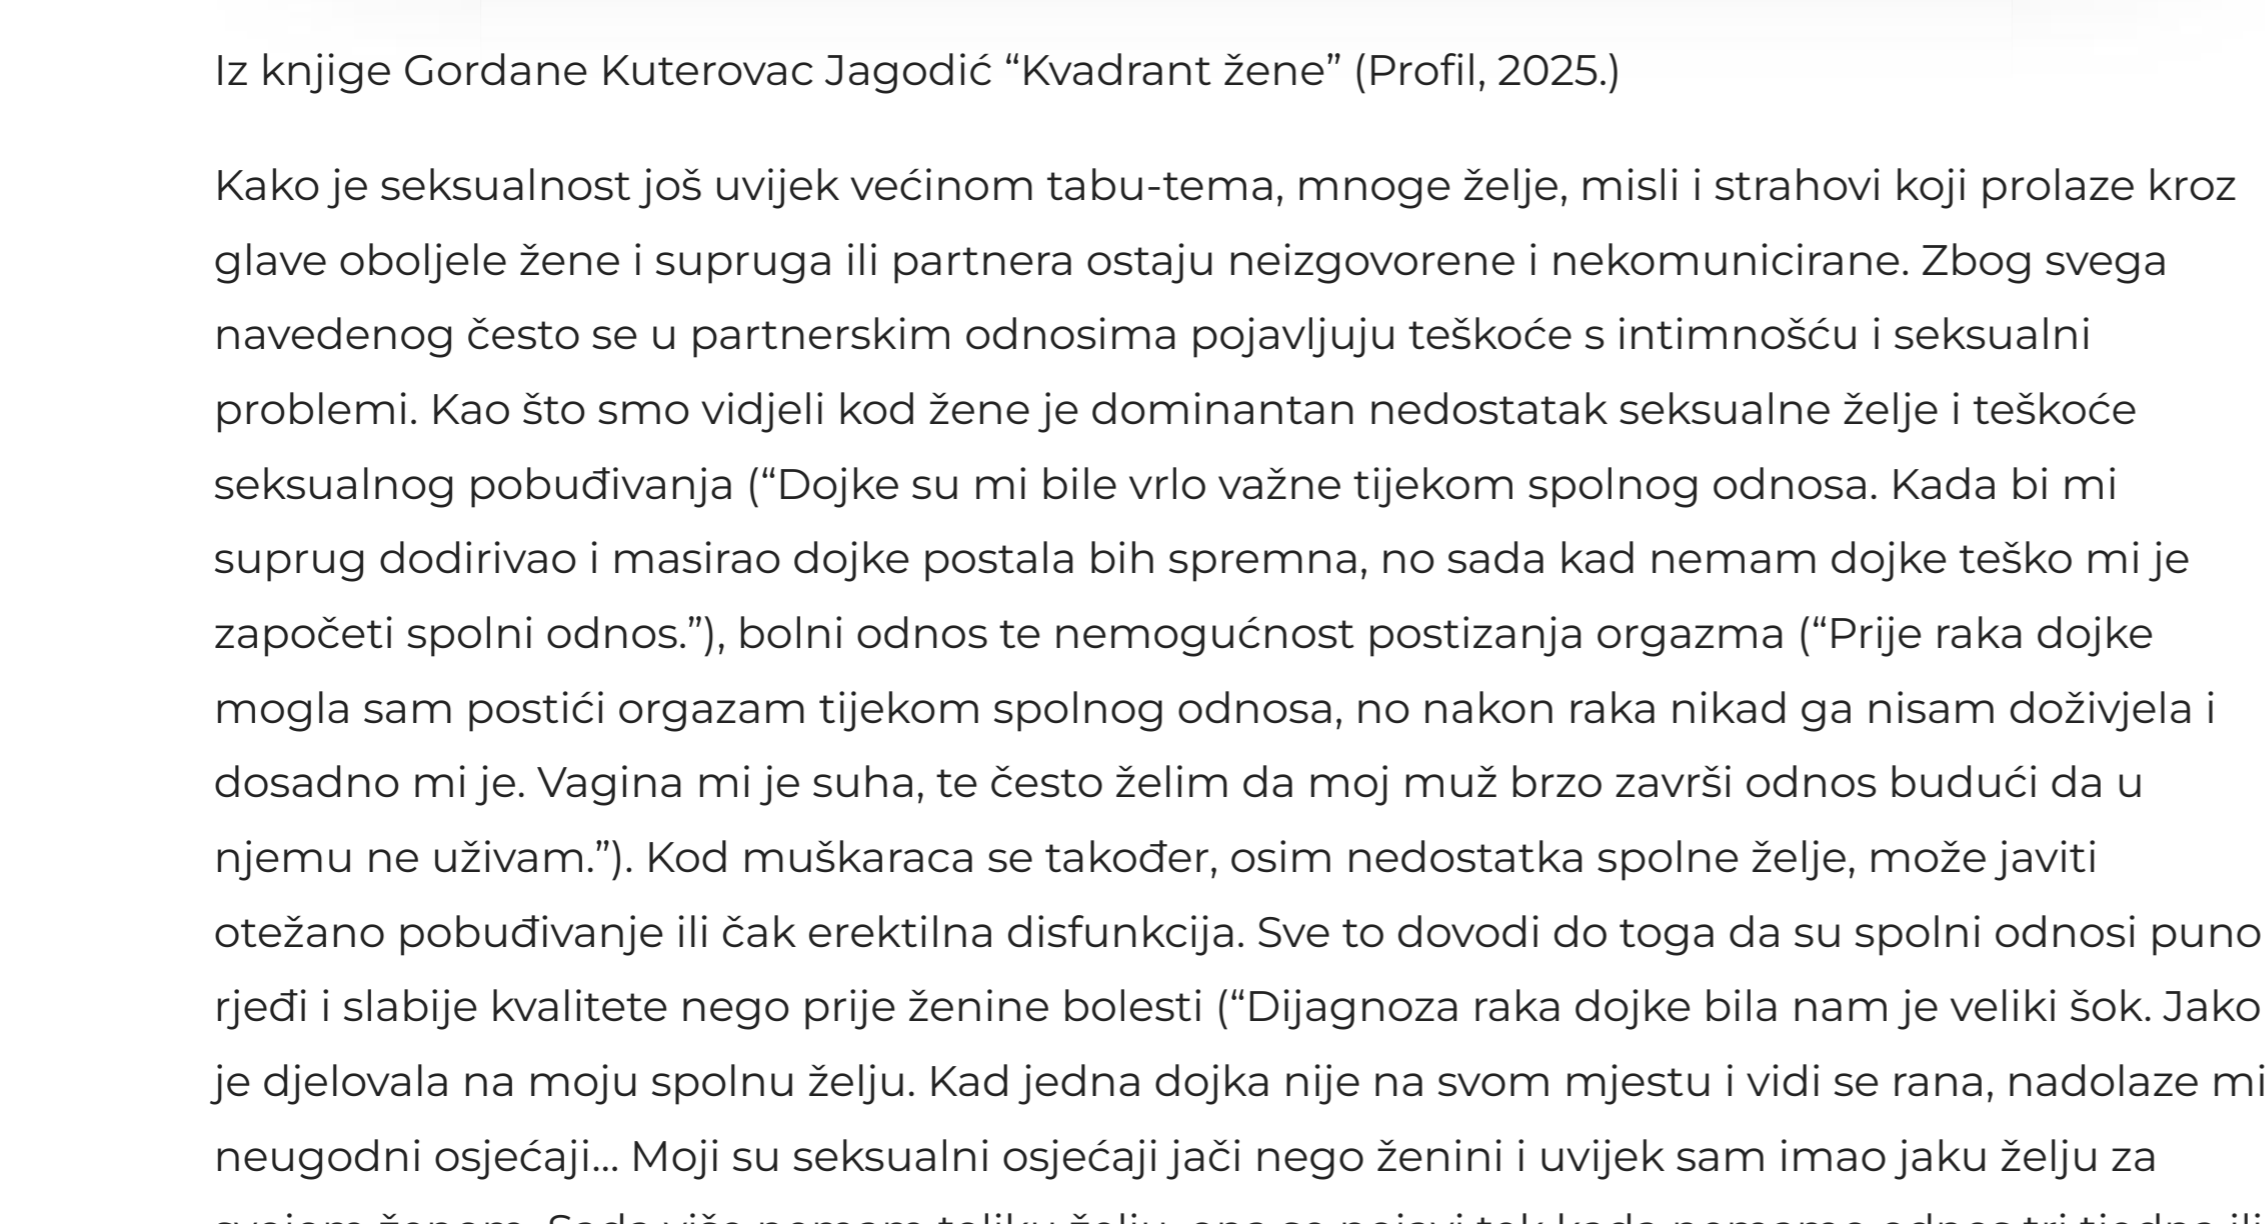 Iz knjige Gordane Kuterovac Jagodić “Kvadrant žene” (Profil, 2025.)
Kako je seksualnost još uvijek većinom tabu-tema, mnoge želje, misli i strahovi koji prolaze kroz
glave oboljele žene i supruga ili partnera ostaju neizgovorene i nekomunicirane. Zbog svega
navedenog često se u partnerskim odnosima pojavljuju teškoće s intimnošću i seksualni
problemi. Kao što smo vidjeli kod žene je dominantan nedostatak seksualne želje i teškoće
seksualnog pobuđivanja (“Dojke su mi bile vrlo važne tijekom spolnog odnosa. Kada bi mi
suprug dodirivao i masirao dojke postala bih spremna, no sada kad nemam dojke teško mi je
započeti spolni odnos.”), bolni odnos te nemogućnost postizanja orgazma (“Prije raka dojke
mogla sam postići orgazam tijekom spolnog odnosa, no nakon raka nikad ga nisam doživjela i
dosadno mi je. Vagina mi je suha, te često želim da moj muž brzo završi odnos budući da u
njemu ne uživam.”). Kod muškaraca se također, osim nedostatka spolne želje, može javiti
otežano pobuđivanje ili čak erektilna disfunkcija. Sve to dovodi do toga da su spolni odnosi puno
rjeđi i slabije kvalitete nego prije ženine bolesti (“Dijagnoza raka dojke bila nam je veliki šok. Jako
je djelovala na moju spolnu želju. Kad jedna dojka nije na svom mjestu i vidi se rana, nadolaze mi
neugodni osjećaji... Moji su seksualni osjećaji jači nego ženini i uvijek sam imao jaku želju za